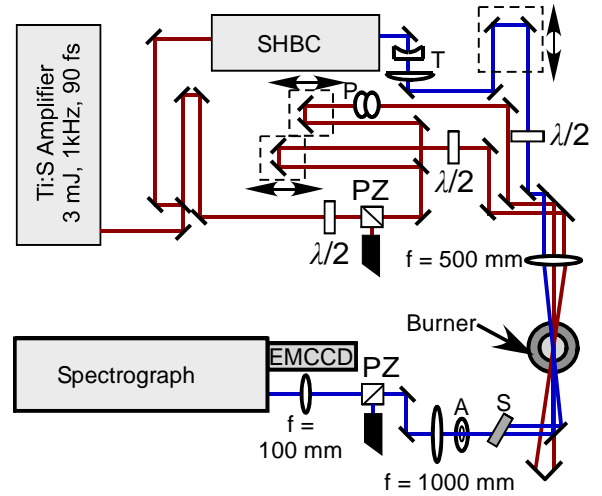 Ti:S Amplifier
3 mJ, 1kHz, 90 fs
SHBC
T
P
λ/2
λ/2
PZ
λ/2
f = 500 mm
Burner
Spectrograph
EMCCD
PZ
f =
100 mm
A
S
f = 1000 mm